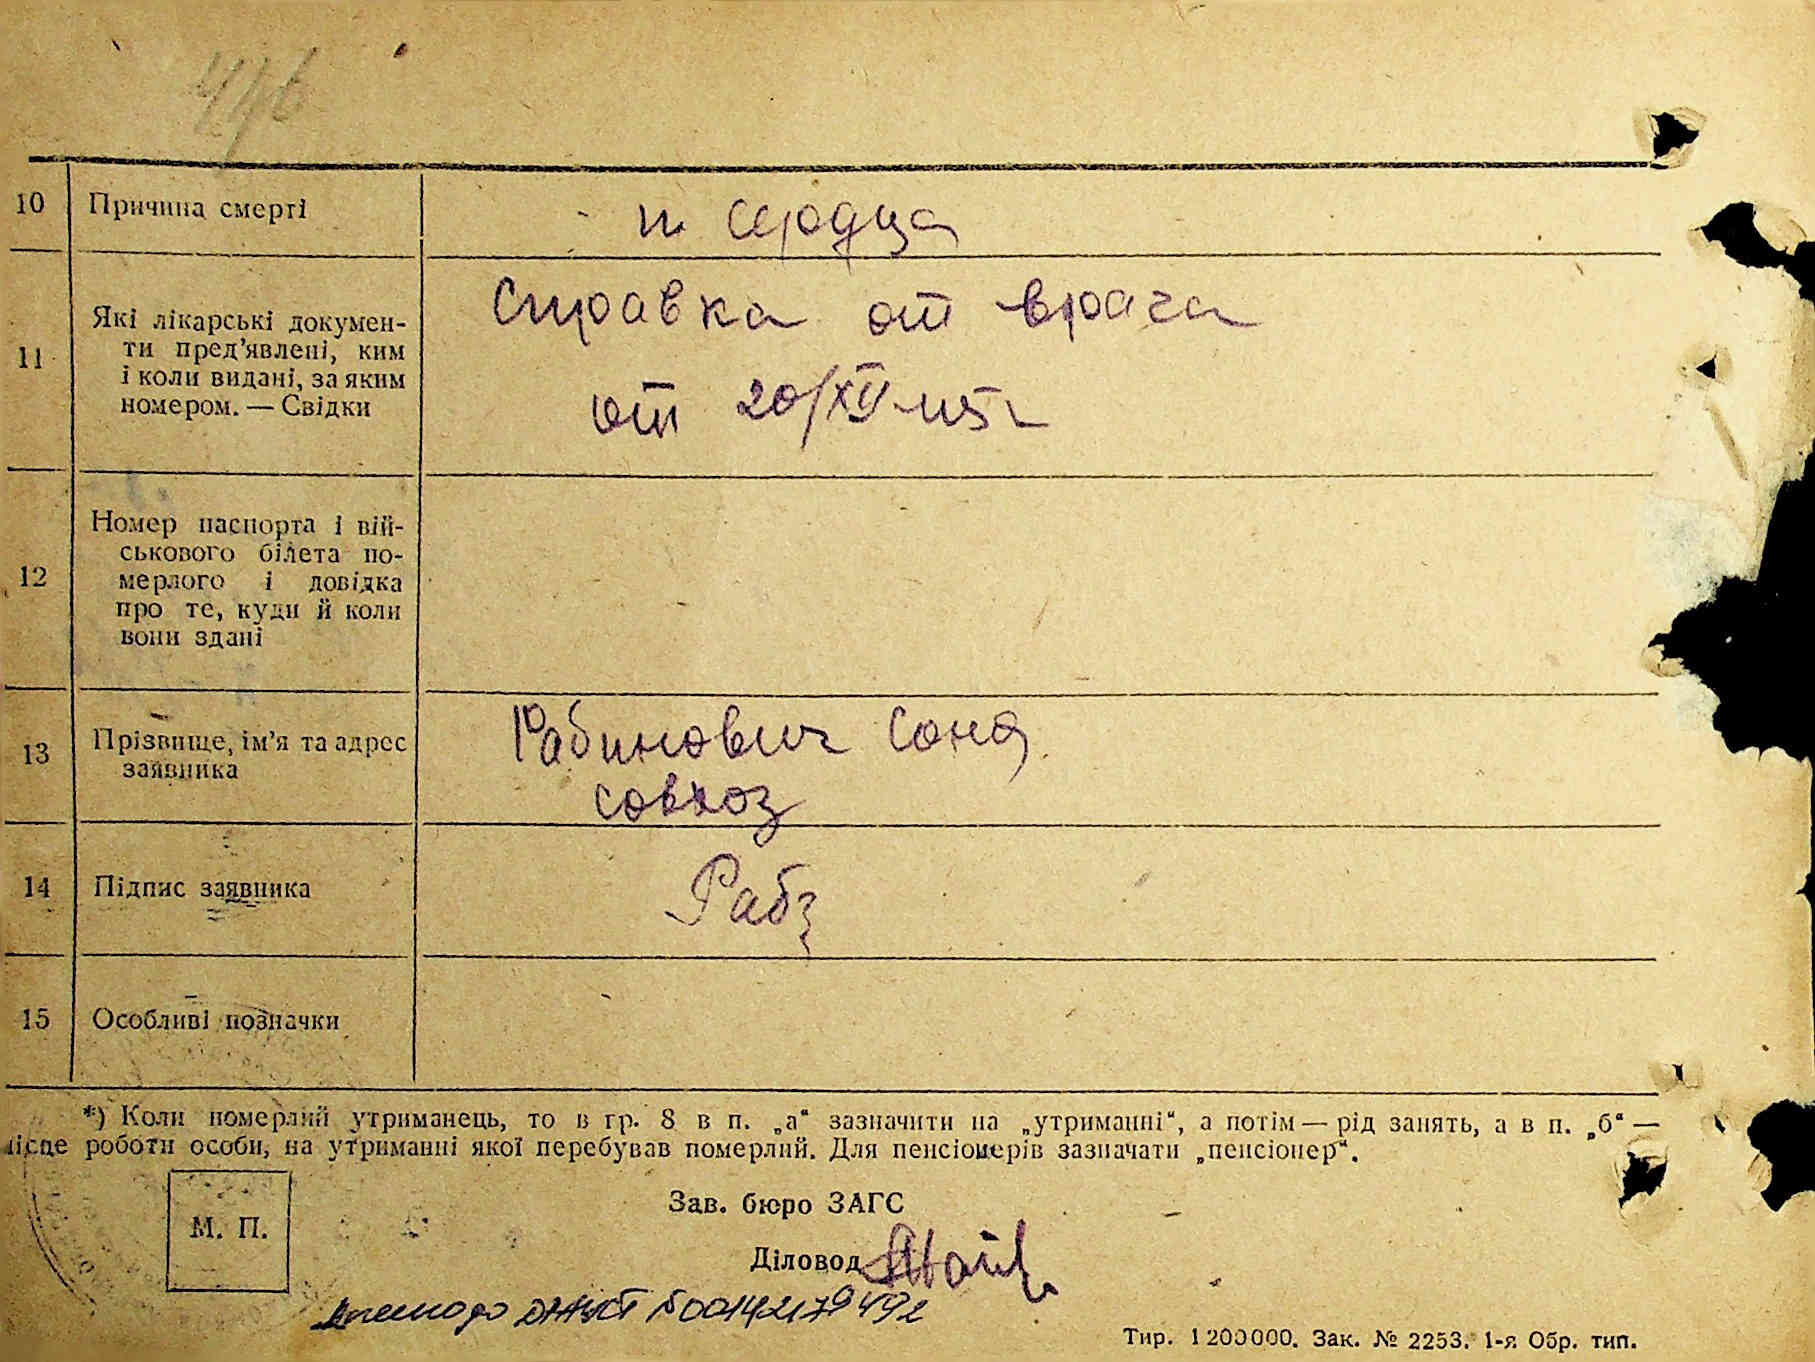 446
10 Причина смерті п. сердца
11 Які лікарські докумен-
ти пред’явлені, ким
і коли видані, за яким
номером. — Свідки
Справка от врача
от 20/XII
12 Номер паспорта і вій-
ськового білета по-
мерлого і довідка
про те, куди й коли
вони здані
13 Прізвище, ім’я та адрес
заявника
Рабинович Соня
совхоз
14 Підпис заявника Раб
15 Особливі позначки
*) Коли померлий утриманець, то в гр. 8 в п. „а“ зазначити на „утриманні“, а потім — рід занять, а в п. „б“ —
місце роботи особи, на утриманні якої перебував померлий. Для пенсіонерів зазначати „пенсіонер“.
М. П.
Зав. бюро ЗАГС
Діловод
Тир. 1200000. Зак. № 2253. 1-я Обр. тип.